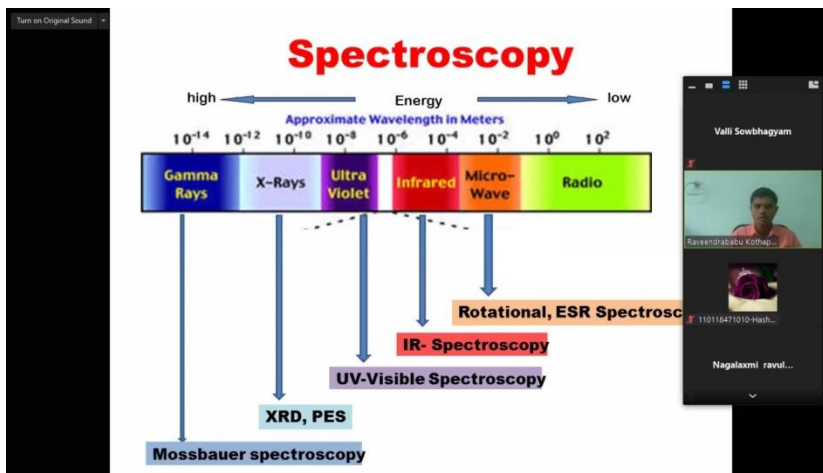 Turn on Original Sound
Spectroscopy
high
Energy
low
Approximate Wavelength in Meters
10⁻¹⁴ 10⁻¹² 10⁻¹⁰ 10⁻⁸ 10⁻⁶ 10⁻⁴ 10⁻² 10⁰ 10²
Gamma
Rays
X-Rays
Ultra
Violet
Infrared
Micro-
Wave
Radio
Rotational, ESR Spectrosc
IR- Spectroscopy
UV-Visible Spectroscopy
XRD, PES
Mossbauer spectroscopy
Valli Sowbhagyam
Raveendrababu Kothap...
110118471010-Hash...
Nagalaxmi ravul...